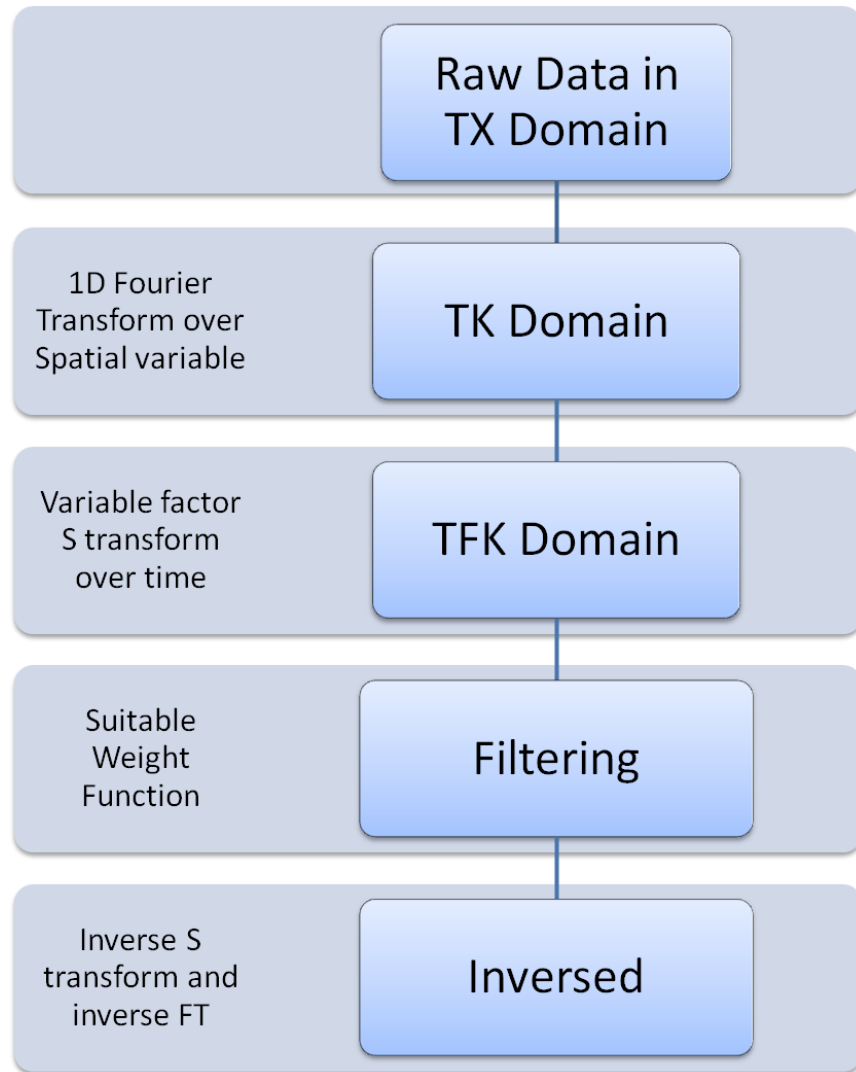 Raw Data in
TX Domain
1D Fourier
Transform over
Spatial variable
TK Domain
Variable factor
S transform
over time
TFK Domain
Suitable
Weight
Function
Filtering
Inverse S
transform and
inverse FT
Inversed